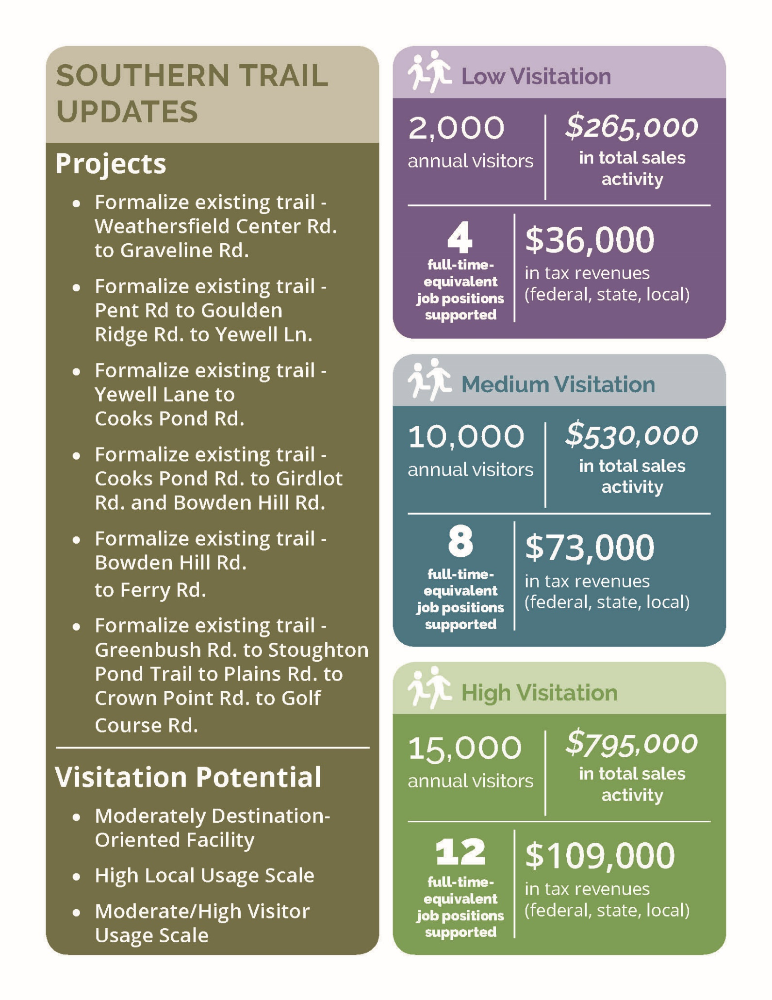 SOUTHERN TRAIL
UPDATES
Projects
• Formalize existing trail -
Weathersfield Center Rd.
to Graveline Rd.
• Formalize existing trail -
Pent Rd to Goulden
Ridge Rd. to Yewell Ln.
• Formalize existing trail -
Yewell Lane to
Cooks Pond Rd.
• Formalize existing trail -
Cooks Pond Rd. to Girdlot
Rd. and Bowden Hill Rd.
• Formalize existing trail -
Bowden Hill Rd.
to Ferry Rd.
• Formalize existing trail -
Greenbush Rd. to Stoughton
Pond Trail to Plains Rd. to
Crown Point Rd. to Golf
Course Rd.
Visitation Potential
• Moderately Destination-
Oriented Facility
• High Local Usage Scale
• Moderate/High Visitor
Usage Scale
Low Visitation
2,000
annual visitors
$265,000
in total sales
activity
4
full-time-
equivalent
job positions
supported
$36,000
in tax revenues
(federal, state, local)
Medium Visitation
10,000
annual visitors
$530,000
in total sales
activity
8
full-time-
equivalent
job positions
supported
$73,000
in tax revenues
(federal, state, local)
High Visitation
15,000
annual visitors
$795,000
in total sales
activity
12
full-time-
equivalent
job positions
supported
$109,000
in tax revenues
(federal, state, local)